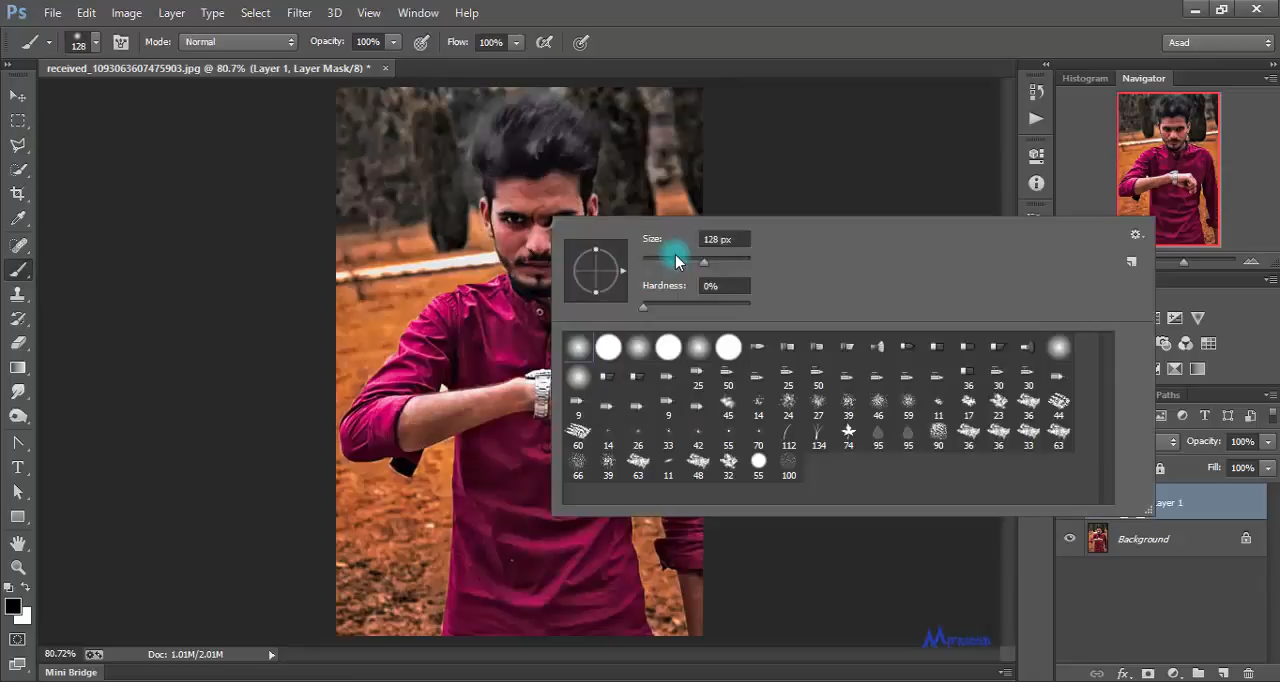 Ps File Edit Image Layer Type Select Filter 3D View Window Help
128 Mode: Normal Opacity: 100% Flow: 100% Asad
received_1093063607475903.jpg @ 80.7% (Layer 1, Layer Mask/8) * ×
Histogram Navigator
Size: 128 px
Hardness: 0%
25 50 25 50 36 30 30
9 9 45 14 24 27 39 46 59 11 17 23 36 44
60 14 26 33 42 55 70 112 134 74 95 95 90 36 36 33 63
66 39 63 11 48 32 55 100
Paths
Opacity: 100%
Fill: 100%
ayer 1
Background
80.72% Doc: 1.01M/2.01M
Mini Bridge